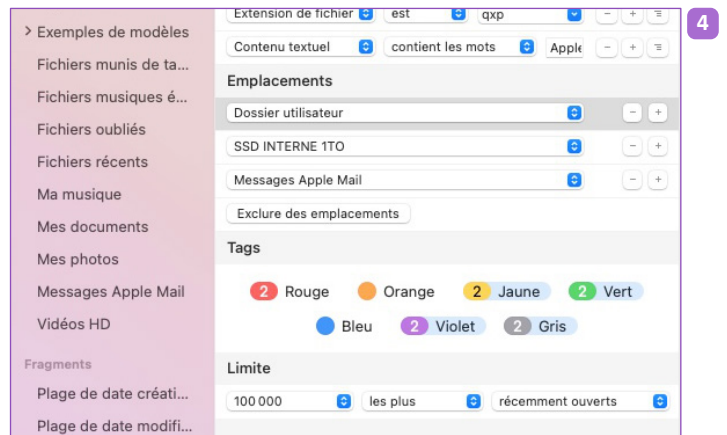 Extension de fichier est qxp
Contenu textuel contient les mots Apple
> Exemples de modèles
Fichiers munis de ta...
Fichiers musiques é...
Fichiers oubliés
Fichiers récents
Ma musique
Mes documents
Mes photos
Messages Apple Mail
Vidéos HD
Fragments
Plage de date créati...
Plage de date modifi...
Emplacements
Dossier utilisateur
SSD INTERNE 1TO
Messages Apple Mail
Exclure des emplacements
Tags
2 Rouge Orange 2 Jaune 2 Vert
Bleu 2 Violet 2 Gris
Limite
100 000 les plus récemment ouverts
4